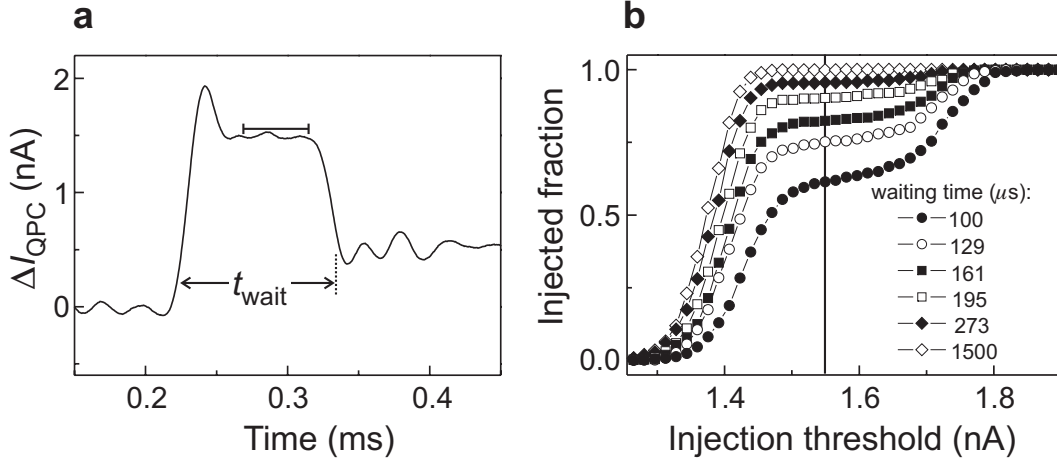 a
ΔI_QPC (nA)
2
1
0
t_wait
0.2
0.3
0.4
Time (ms)
b
Injected fraction
1.0
0.5
0.0
waiting time (μs):
100
129
161
195
273
1500
1.4
1.6
1.8
Injection threshold (nA)